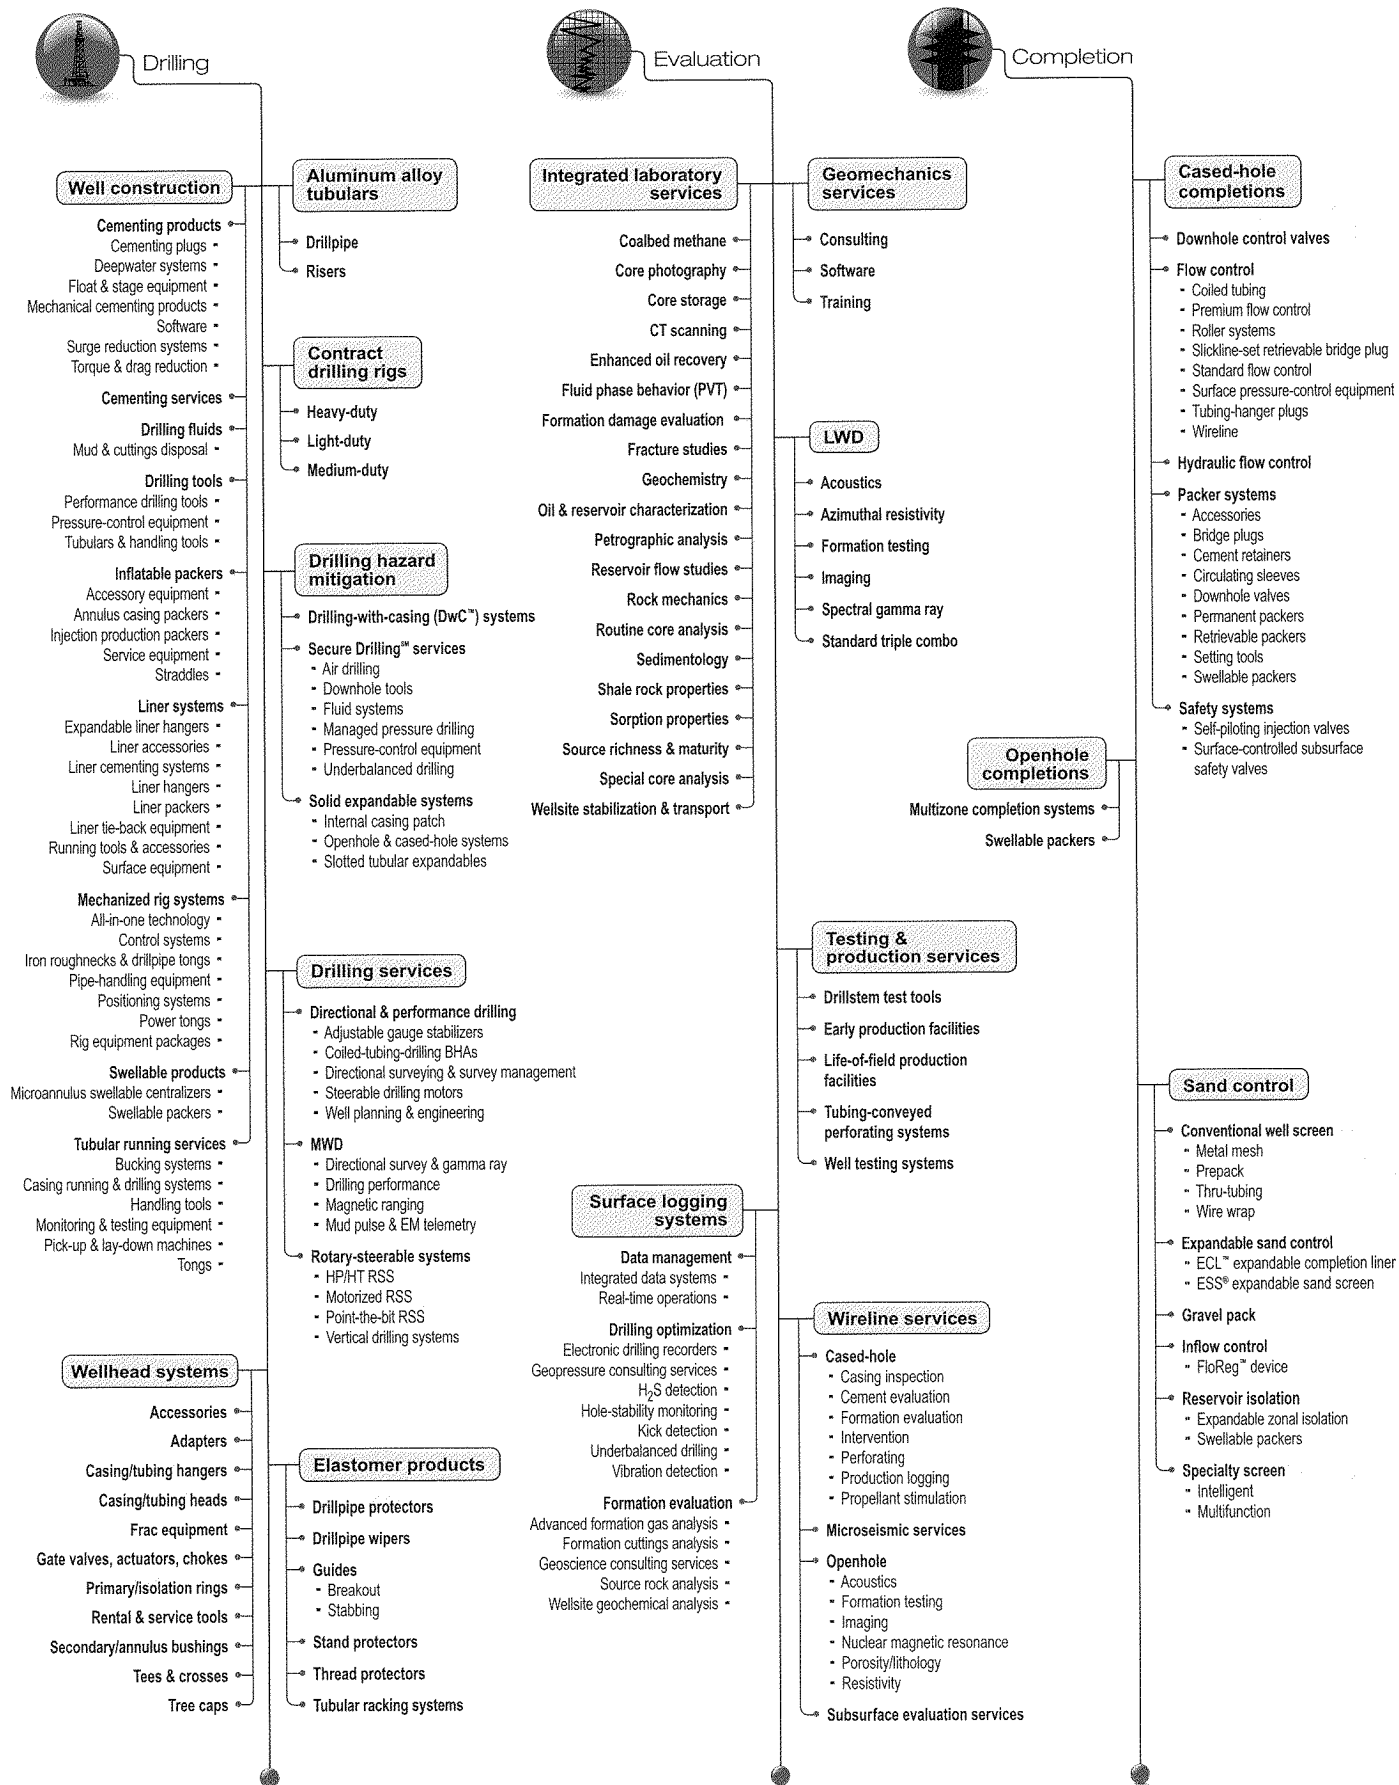 Drilling
Well construction
Cementing products
Cementing plugs
Deepwater systems
Float & stage equipment
Mechanical cementing products
Software
Surge reduction systems
Torque & drag reduction
Cementing services
Drilling fluids
Mud & cuttings disposal
Drilling tools
Performance drilling tools
Pressure-control equipment
Tubulars & handling tools
Inflatable packers
Accessory equipment
Annulus casing packers
Injection production packers
Service equipment
Straddles
Liner systems
Expandable liner hangers
Liner accessories
Liner cementing systems
Liner hangers
Liner packers
Liner tie-back equipment
Running tools & accessories
Surface equipment
Mechanized rig systems
All-in-one technology
Control systems
Iron roughnecks & drillpipe tongs
Pipe-handling equipment
Positioning systems
Power tongs
Rig equipment packages
Swellable products
Microannulus swellable centralizers
Swellable packers
Tubular running services
Bucking systems
Casing running & drilling systems
Handling tools
Monitoring & testing equipment
Pick-up & lay-down machines
Tongs
Wellhead systems
Accessories
Adapters
Casing/tubing hangers
Casing/tubing heads
Frac equipment
Gate valves, actuators, chokes
Primary/isolation rings
Rental & service tools
Secondary/annulus bushings
Tees & crosses
Tree caps
Aluminum alloy
tubulars
Drillpipe
Risers
Contract
drilling rigs
Heavy-duty
Light-duty
Medium-duty
Drilling hazard
mitigation
Drilling-with-casing (DwC™) systems
Secure Drilling℠ services
Air drilling
Downhole tools
Fluid systems
Managed pressure drilling
Pressure-control equipment
Underbalanced drilling
Solid expandable systems
Internal casing patch
Openhole & cased-hole systems
Slotted tubular expandables
Drilling services
Directional & performance drilling
Adjustable gauge stabilizers
Coiled-tubing-drilling BHAs
Directional surveying & survey management
Steerable drilling motors
Well planning & engineering
MWD
Directional survey & gamma ray
Drilling performance
Magnetic ranging
Mud pulse & EM telemetry
Rotary-steerable systems
HP/HT RSS
Motorized RSS
Point-the-bit RSS
Vertical drilling systems
Elastomer products
Drillpipe protectors
Drillpipe wipers
Guides
Breakout
Stabbing
Stand protectors
Thread protectors
Tubular racking systems
Evaluation
Integrated laboratory
services
Coalbed methane
Core photography
Core storage
CT scanning
Enhanced oil recovery
Fluid phase behavior (PVT)
Formation damage evaluation
Fracture studies
Geochemistry
Oil & reservoir characterization
Petrographic analysis
Reservoir flow studies
Rock mechanics
Routine core analysis
Sedimentology
Shale rock properties
Sorption properties
Source richness & maturity
Special core analysis
Wellsite stabilization & transport
Surface logging
systems
Data management
Integrated data systems
Real-time operations
Drilling optimization
Electronic drilling recorders
Geopressure consulting services
H₂S detection
Hole-stability monitoring
Kick detection
Underbalanced drilling
Vibration detection
Formation evaluation
Advanced formation gas analysis
Formation cuttings analysis
Geoscience consulting services
Source rock analysis
Wellsite geochemical analysis
Geomechanics
services
Consulting
Software
Training
LWD
Acoustics
Azimuthal resistivity
Formation testing
Imaging
Spectral gamma ray
Standard triple combo
Testing &
production services
Drillstem test tools
Early production facilities
Life-of-field production
facilities
Tubing-conveyed
perforating systems
Well testing systems
Wireline services
Cased-hole
Casing inspection
Cement evaluation
Formation evaluation
Intervention
Perforating
Production logging
Propellant stimulation
Microseismic services
Openhole
Acoustics
Formation testing
Imaging
Nuclear magnetic resonance
Porosity/lithology
Resistivity
Subsurface evaluation services
Completion
Cased-hole
completions
Downhole control valves
Flow control
Coiled tubing
Premium flow control
Roller systems
Slickline-set retrievable bridge plug
Standard flow control
Surface pressure-control equipment
Tubing-hanger plugs
Wireline
Hydraulic flow control
Packer systems
Accessories
Bridge plugs
Cement retainers
Circulating sleeves
Downhole valves
Permanent packers
Retrievable packers
Setting tools
Swellable packers
Safety systems
Self-piloting injection valves
Surface-controlled subsurface
safety valves
Openhole
completions
Multizone completion systems
Swellable packers
Sand control
Conventional well screen
Metal mesh
Prepack
Thru-tubing
Wire wrap
Expandable sand control
ECL™ expandable completion liner
ESS® expandable sand screen
Gravel pack
Inflow control
FloReg™ device
Reservoir isolation
Expandable zonal isolation
Swellable packers
Specialty screen
Intelligent
Multifunction